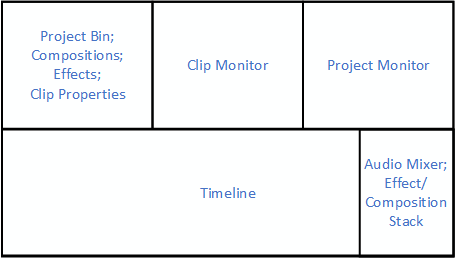 Project Bin;
Compositions;
Effects;
Clip Properties
Clip Monitor
Project Monitor
Timeline
Audio Mixer;
Effect/
Composition
Stack